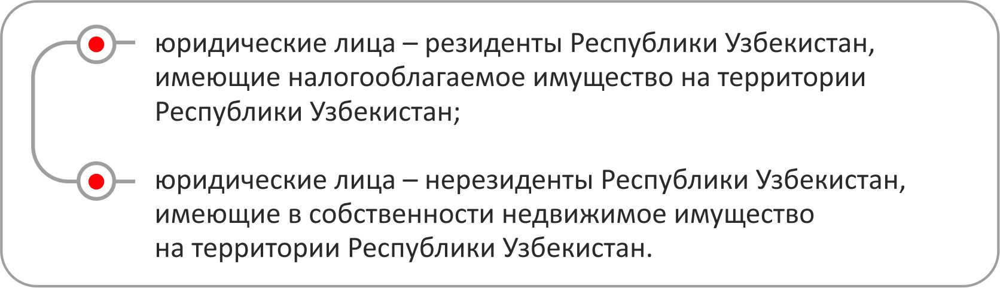 юридические лица – резиденты Республики Узбекистан,
имеющие налогооблагаемое имущество на территории
Республики Узбекистан;
юридические лица – нерезиденты Республики Узбекистан,
имеющие в собственности недвижимое имущество
на территории Республики Узбекистан.